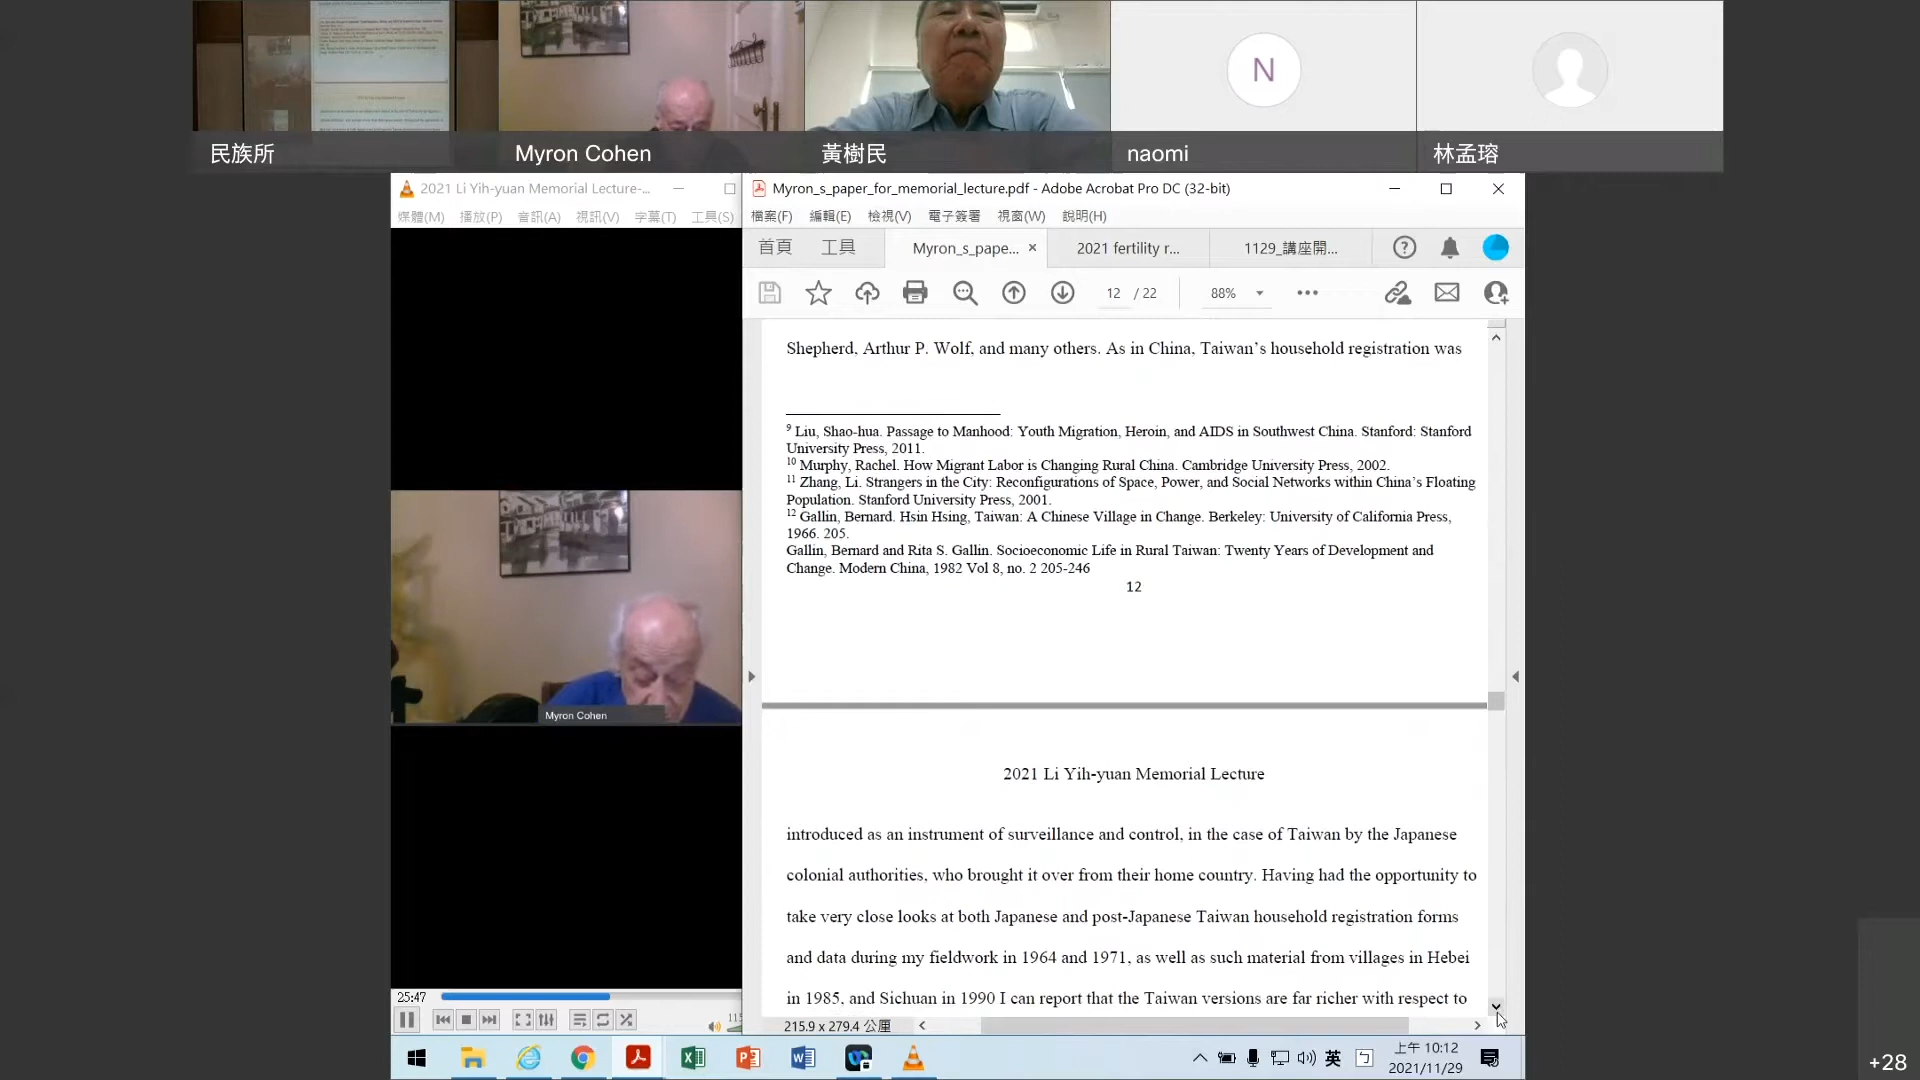 民族所
Myron Cohen
黃樹民
N
naomi
林孟瑢
2021 Li Yih-yuan Memorial Lecture-...
媒體(M) 播放(P) 音訊(A) 視訊(V) 字幕(T) 工具(S)
Myron Cohen
25:47
Myron_s_paper_for_memorial_lecture.pdf - Adobe Acrobat Pro DC (32-bit)
檔案(F) 編輯(E) 檢視(V) 電子簽署 視窗(W) 說明(H)
首頁 工具 Myron_s_pape... × 2021 fertility r... 1129_講座開...
12 / 22 88%
Shepherd, Arthur P. Wolf, and many others. As in China, Taiwan’s household registration was
9 Liu, Shao-hua. Passage to Manhood: Youth Migration, Heroin, and AIDS in Southwest China. Stanford: Stanford
University Press, 2011.
10 Murphy, Rachel. How Migrant Labor is Changing Rural China. Cambridge University Press, 2002.
11 Zhang, Li. Strangers in the City: Reconfigurations of Space, Power, and Social Networks within China’s Floating
Population. Stanford University Press, 2001.
12 Gallin, Bernard. Hsin Hsing, Taiwan: A Chinese Village in Change. Berkeley: University of California Press,
1966. 205.
Gallin, Bernard and Rita S. Gallin. Socioeconomic Life in Rural Taiwan: Twenty Years of Development and
Change. Modern China, 1982 Vol 8, no. 2 205-246
12
2021 Li Yih-yuan Memorial Lecture
introduced as an instrument of surveillance and control, in the case of Taiwan by the Japanese
colonial authorities, who brought it over from their home country. Having had the opportunity to
take very close looks at both Japanese and post-Japanese Taiwan household registration forms
and data during my fieldwork in 1964 and 1971, as well as such material from villages in Hebei
in 1985, and Sichuan in 1990 I can report that the Taiwan versions are far richer with respect to
215.9 x 279.4 公厘
英
上午 10:12
2021/11/29
+28